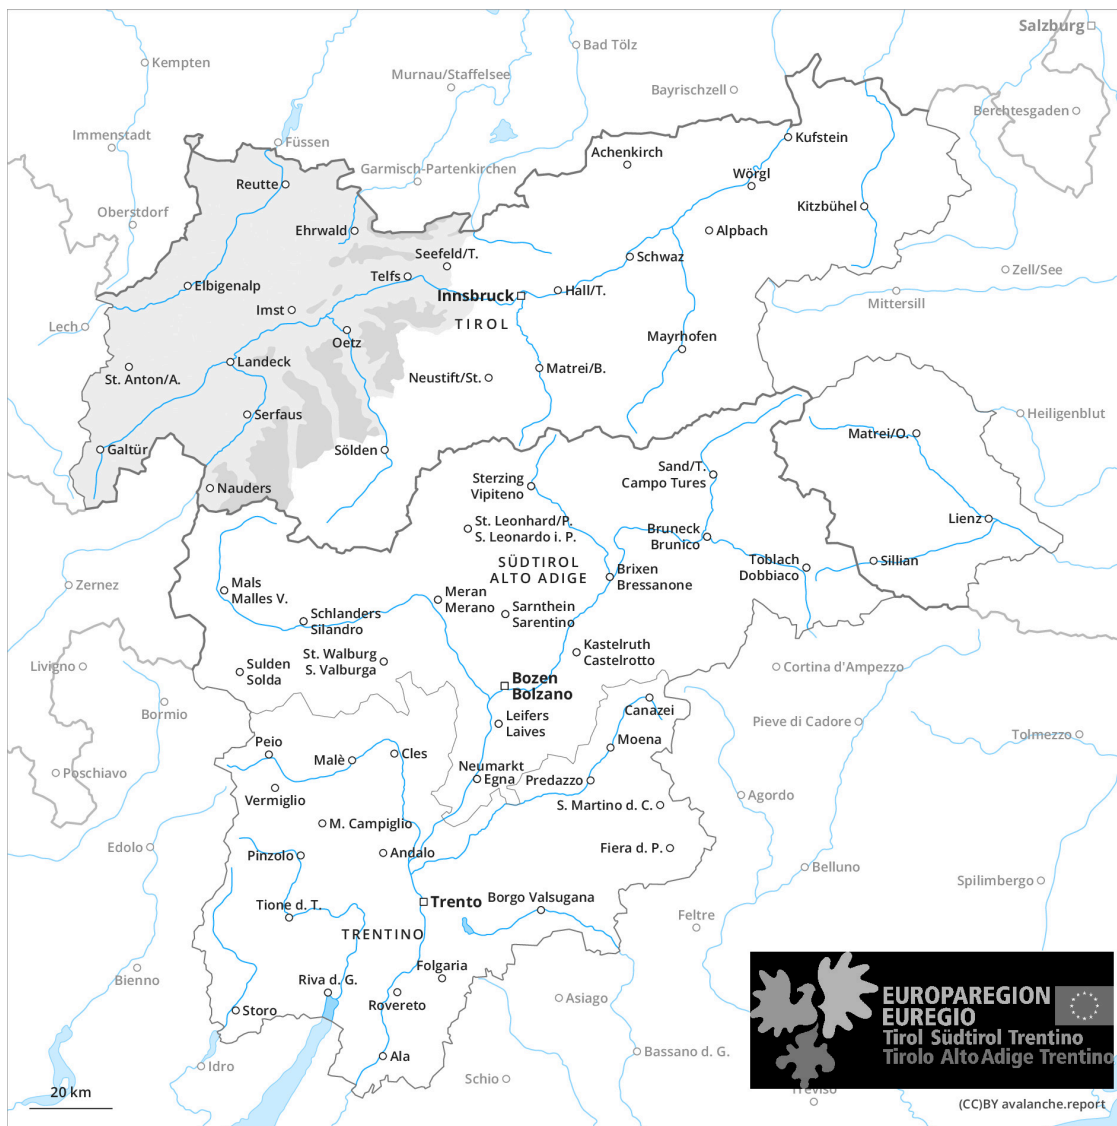 Salzburg
Bad Tölz
Kempten
Murnau/Staffelsee
Bayrischzell
Berchtesgaden
Immenstadt
Füssen
Kufstein
Achenkirch
Garmisch-Partenkirchen
Wörgl
Reutte
Kitzbühel
Oberstdorf
Ehrwald
Alpbach
Seefeld/T.
Schwaz
Zell/See
Telfs
Elbigenalp
Hall/T.
Mittersill
Innsbruck
Imst
TIROL
Lech
Oetz
Mayrhofen
Landeck
Matrei/B.
St. Anton/A.
Neustift/St.
Serfaus
Heiligenblut
Matrei/O.
Galtür
Sölden
Sand/T.
Campo Tures
Sterzing
Vipiteno
Nauders
Lienz
St. Leonhard/P.
S. Leonardo i. P.
Bruneck
Brunico
SÜDTIROL
ALTO ADIGE
Toblach
Dobbiaco
Sillian
Brixen
Bressanone
Zernez
Mals
Malles V.
Meran
Merano
Sarnthein
Sarentino
Schlanders
Silandro
Kastelruth
Castelrotto
St. Walburg
S. Valburga
Livigno
Sulden
Solda
Cortina d'Ampezzo
Bozen
Bolzano
Canazei
Bormio
Leifers
Laives
Pieve di Cadore
Tolmezzo
Moena
Peio
Cles
Malè
Neumarkt
Egna
Predazzo
Poschiavo
Vermiglio
Agordo
S. Martino d. C.
M. Campiglio
Edolo
Pinzolo
Andalo
Fiera d. P.
Belluno
Spilimbergo
Trento
Borgo Valsugana
Tione d. T.
Feltre
TRENTINO
Folgaria
Bienno
Riva d. G.
Rovereto
Asiago
Storo
EUROPAREGION
EUREGIO
Tirol Südtirol Trentino
Tirolo Alto Adige Trentino
Ala
Bassano d. G.
Idro
Schio
Treviso
20 km
(CC)BY avalanche.report